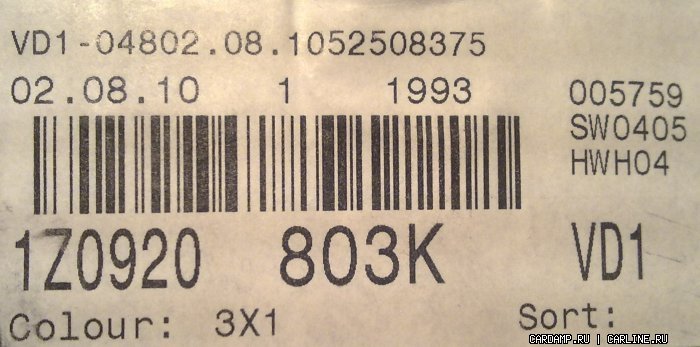 VD1-04802.08.1052508375
02.08.10 1 1993 005759
SW0405
HWH04
1Z0920 803K VD1
Colour: 3X1 Sort:
CARDAMP.RU | CARLINE.RU